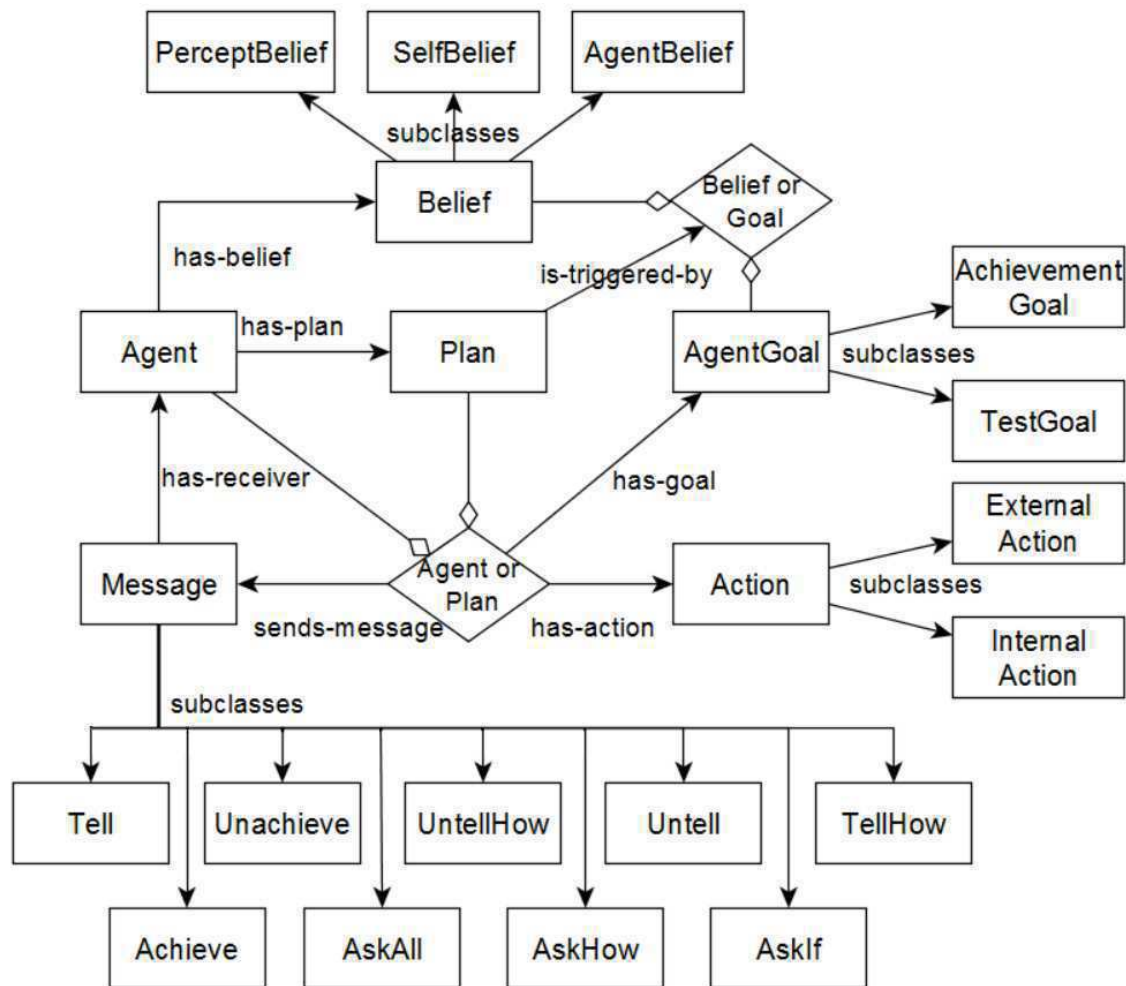 PerceptBelief
SelfBelief
AgentBelief
subclasses
Belief
Belief or
Goal
has-belief
is-triggered-by
Achievement
Goal
has-plan
Agent
Plan
AgentGoal
subclasses
TestGoal
has-receiver
has-goal
External
Action
Message
Agent or
Plan
Action
subclasses
sends-message
has-action
Internal
Action
subclasses
Tell
Unachieve
UntellHow
Untell
TellHow
Achieve
AskAll
AskHow
AskIf